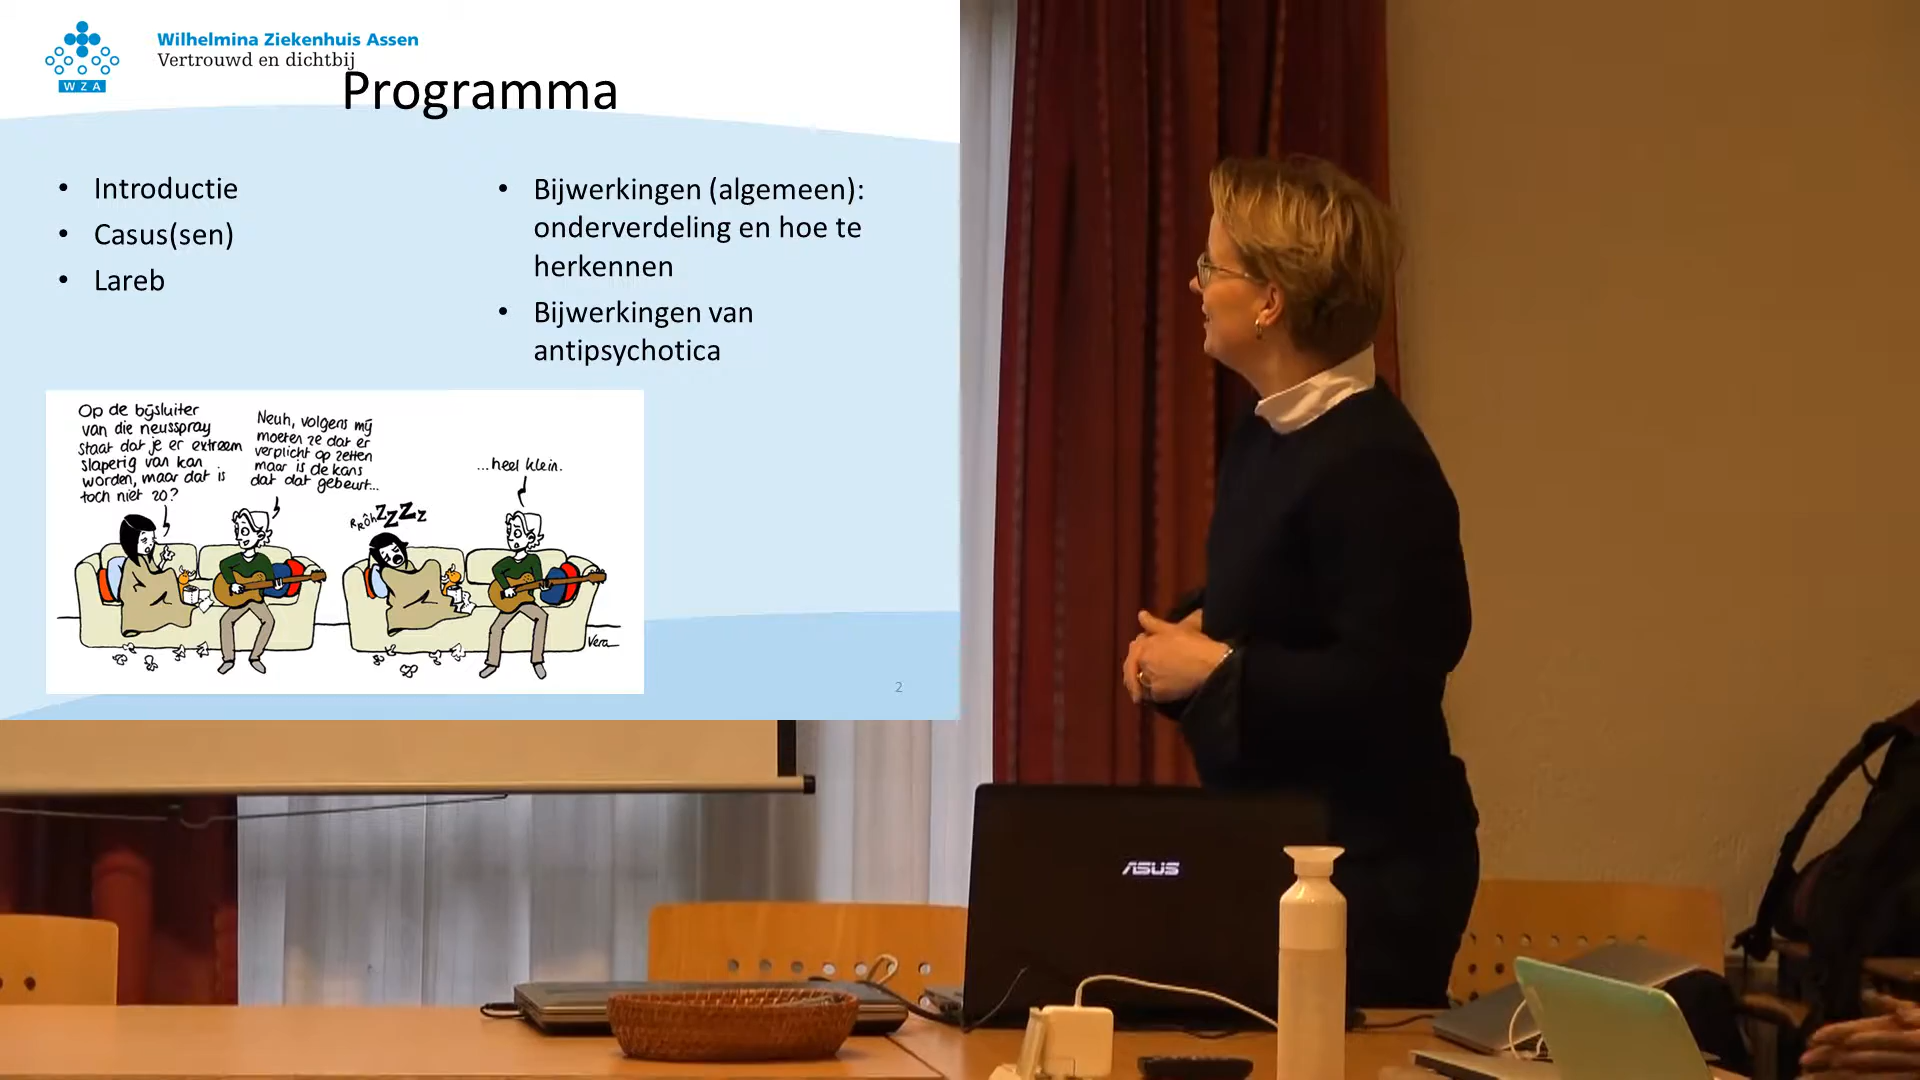 Wilhelmina Ziekenhuis Assen
Vertrouwd en dichtbij
WZA
Programma
• Introductie
• Casus(sen)
• Lareb
• Bijwerkingen (algemeen):
onderverdeling en hoe te
herkennen
• Bijwerkingen van
antipsychotica
Op de bijsluiter
van die neusspray
staat dat je er extreem
slaperig van kan
worden, maar dat is
toch niet zo?
Neuh, volgens mij
moeten ze dat er
verplicht op zetten
maar is de kans
dat dat gebeurt...
RRôhZZZZ
...heel klein.
Vera
2
ASUS